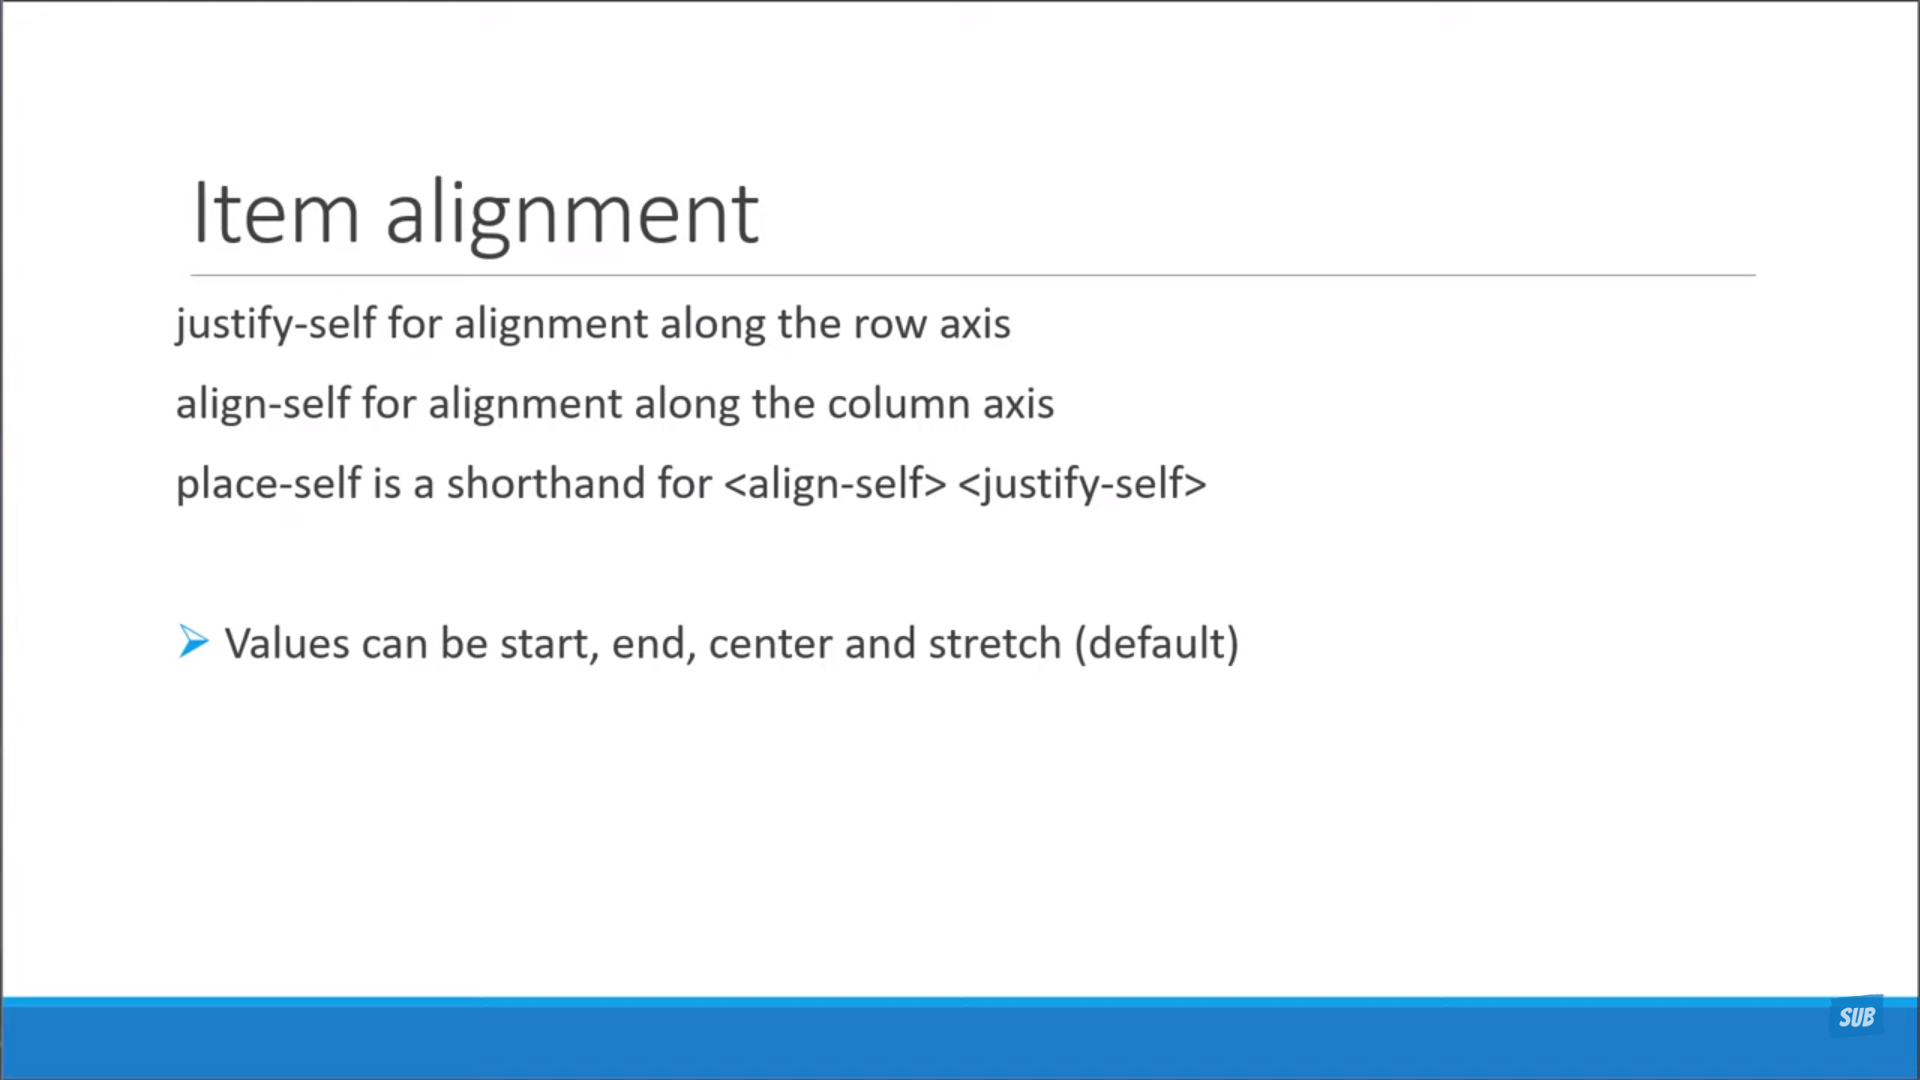 Item alignment
justify-self for alignment along the row axis
align-self for alignment along the column axis
place-self is a shorthand for <align-self> <justify-self>
Values can be start, end, center and stretch (default)
SUB